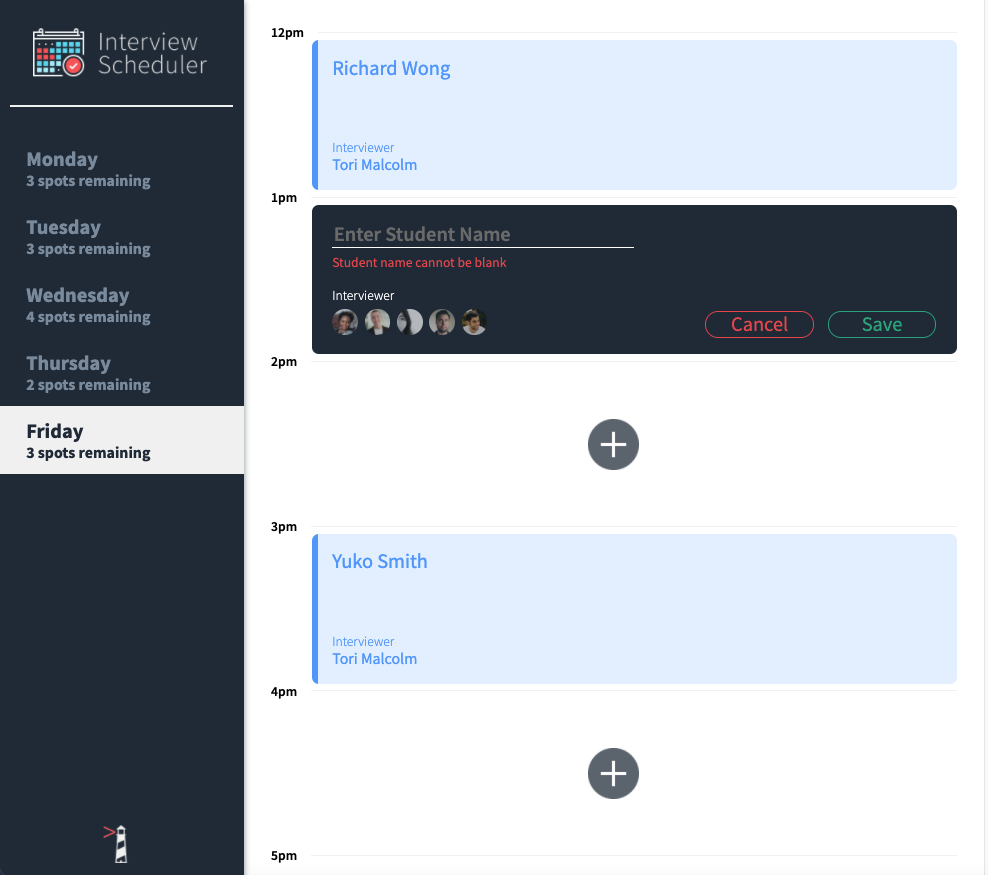 Interview
Scheduler
Monday
3 spots remaining
Tuesday
3 spots remaining
Wednesday
4 spots remaining
Thursday
2 spots remaining
Friday
3 spots remaining
12pm
Richard Wong
Interviewer
Tori Malcolm
1pm
Enter Student Name
Student name cannot be blank
Interviewer
Cancel
Save
2pm
3pm
Yuko Smith
Interviewer
Tori Malcolm
4pm
5pm